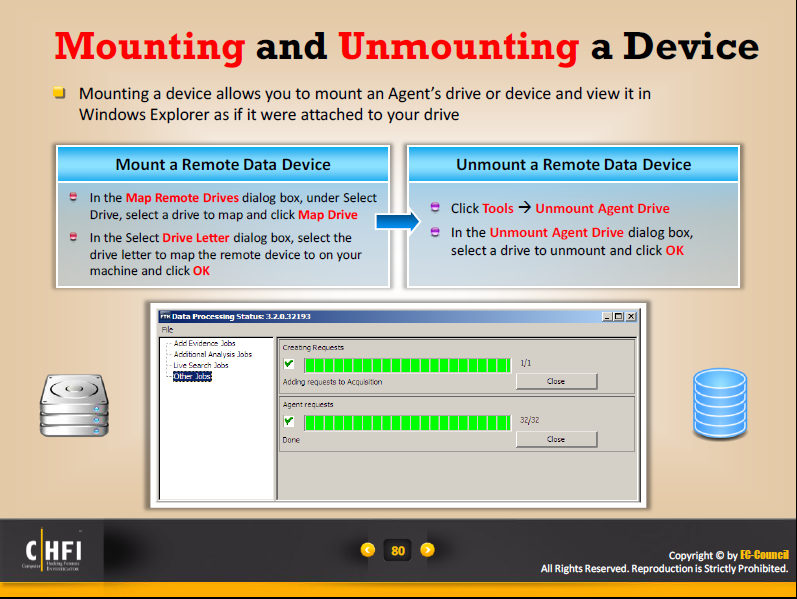 Mounting and Unmounting a Device
Mounting a device allows you to mount an Agent's drive or device and view it in
Windows Explorer as if it were attached to your drive
Mount a Remote Data Device
In the Map Remote Drives dialog box, under Select
Drive, select a drive to map and click Map Drive
In the Select Drive Letter dialog box, select the
drive letter to map the remote device to on your
machine and click OK
Unmount a Remote Data Device
Click Tools → Unmount Agent Drive
In the Unmount Agent Drive dialog box,
select a drive to unmount and click OK
FTK Data Processing Status: 3.2.0.32193
File
Add Evidence Jobs
Additional Analysis Jobs
Live Search Jobs
Other Jobs
Creating Requests
1/1
Adding requests to Acquisition
Close
Agent requests
32/32
Done
Close
CHFI
Computer Hacking Forensic
INVESTIGATOR
80
Copyright © by EC-Council
All Rights Reserved. Reproduction is Strictly Prohibited.